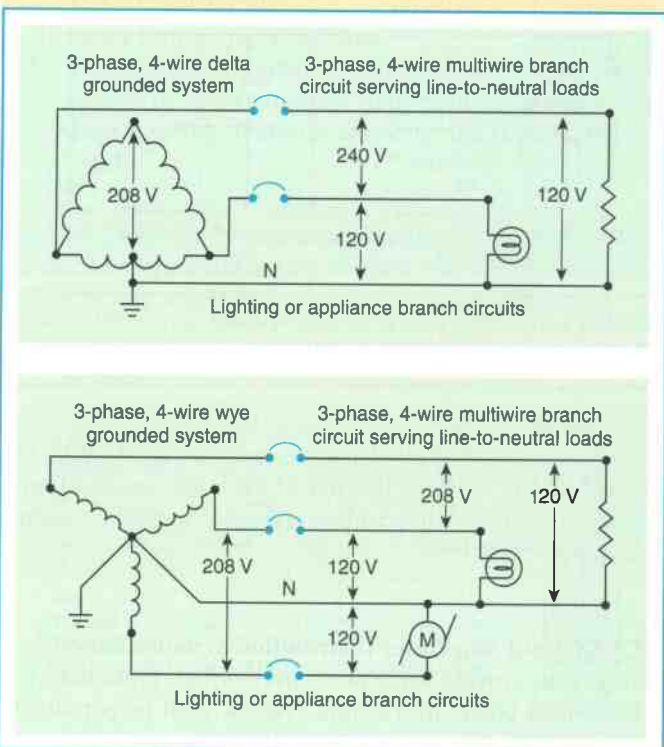 3-phase, 4-wire delta
grounded system
3-phase, 4-wire multiwire branch
circuit serving line-to-neutral loads
208 V
240 V
120 V
120 V
N
Lighting or appliance branch circuits
3-phase, 4-wire wye
grounded system
3-phase, 4-wire multiwire branch
circuit serving line-to-neutral loads
208 V
120 V
208 V
120 V
N
120 V
M
Lighting or appliance branch circuits